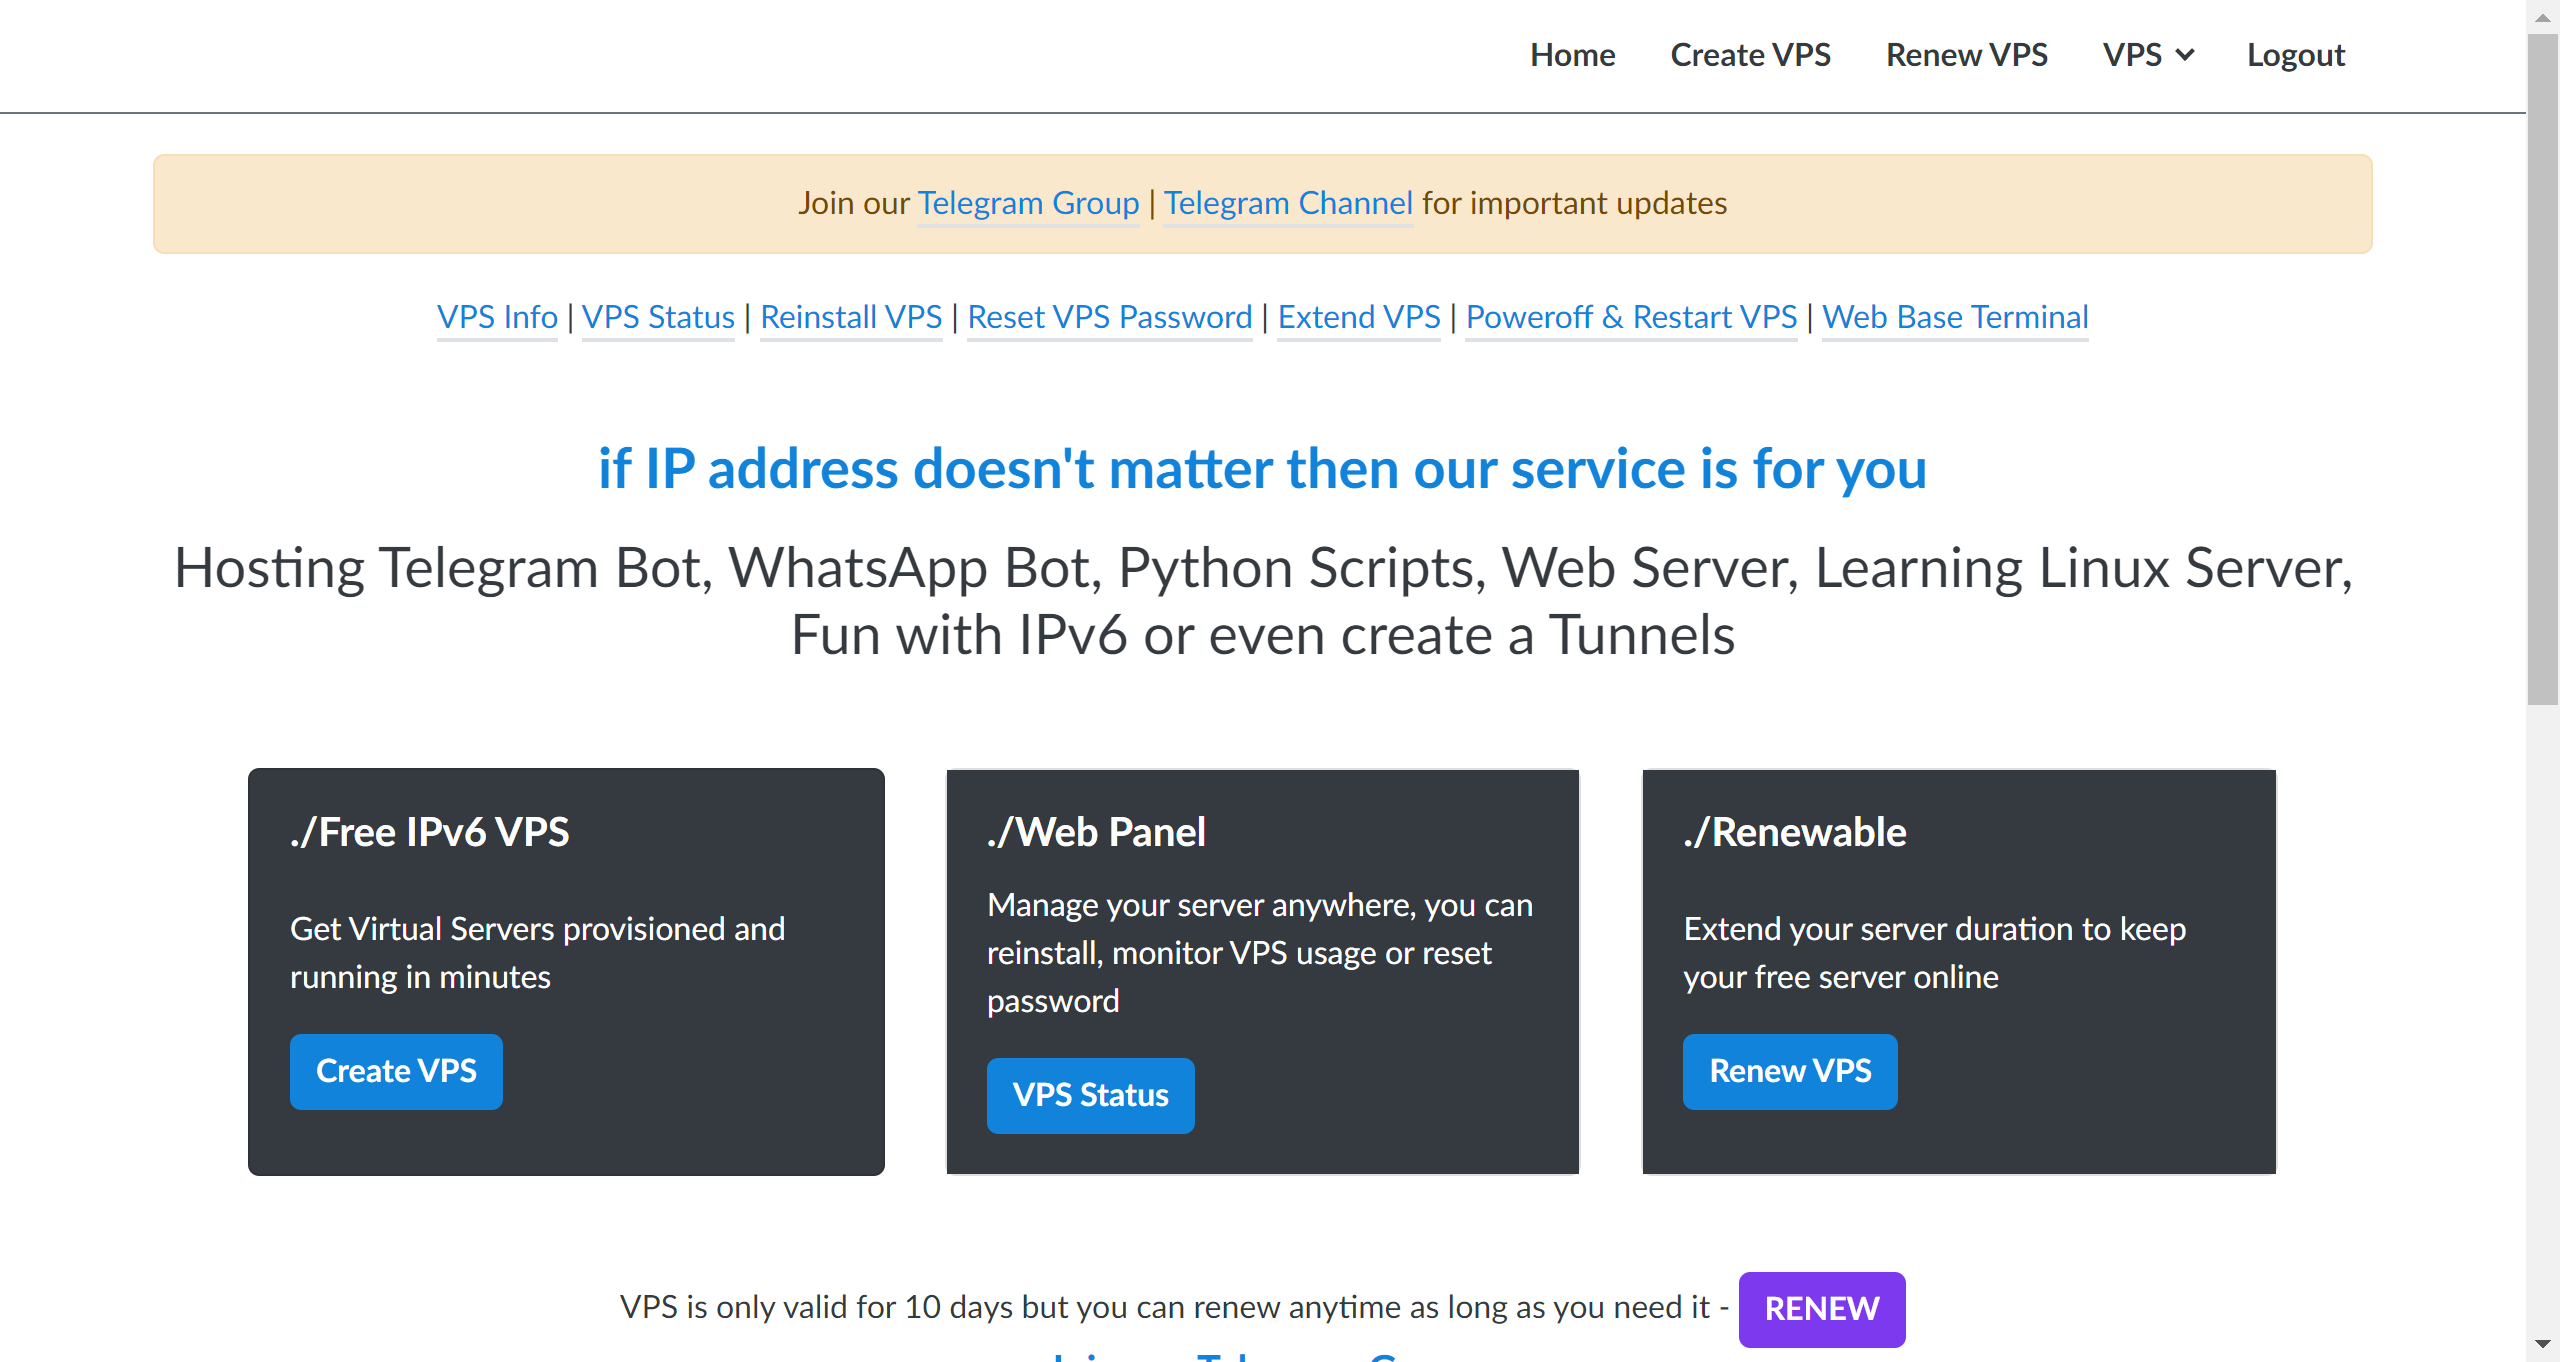 Home Create VPS Renew VPS VPS Logout
Join our Telegram Group | Telegram Channel for important updates
VPS Info | VPS Status | Reinstall VPS | Reset VPS Password | Extend VPS | Poweroff & Restart VPS | Web Base Terminal
if IP address doesn't matter then our service is for you
Hosting Telegram Bot, WhatsApp Bot, Python Scripts, Web Server, Learning Linux Server,
Fun with IPv6 or even create a Tunnels
./Free IPv6 VPS
Get Virtual Servers provisioned and
running in minutes
Create VPS
./Web Panel
Manage your server anywhere, you can
reinstall, monitor VPS usage or reset
password
VPS Status
./Renewable
Extend your server duration to keep
your free server online
Renew VPS
VPS is only valid for 10 days but you can renew anytime as long as you need it - RENEW